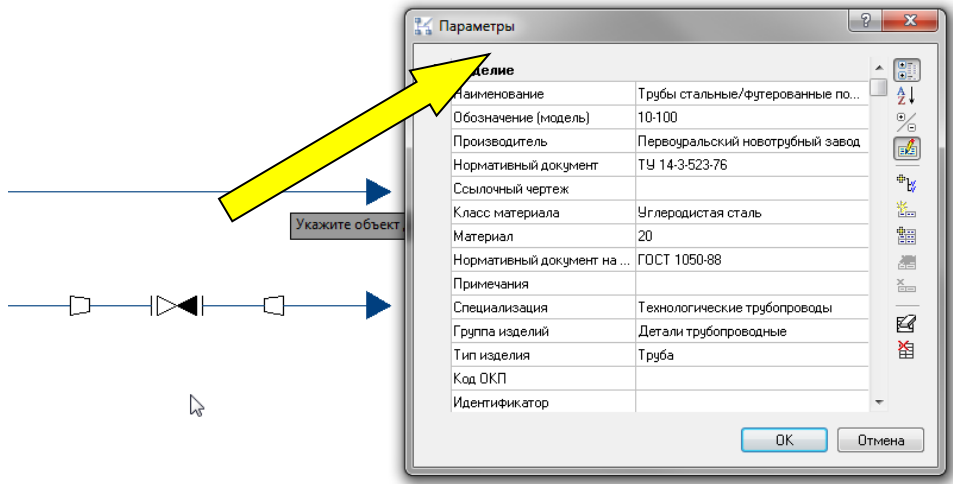 Параметры
делие
Наименование Трубы стальные/футерованные по...
Обозначение (модель) 10-100
Производитель Первоуральский новотрубный завод
Нормативный документ ТУ 14-3-523-76
Ссылочный чертеж
Укажите объект
Класс материала Углеродистая сталь
Материал 20
Нормативный документ на ... ГОСТ 1050-88
Примечания
Специализация Технологические трубопроводы
Группа изделий Детали трубопроводные
Тип изделия Труба
Код ОКП
Идентификатор
OK Отмена